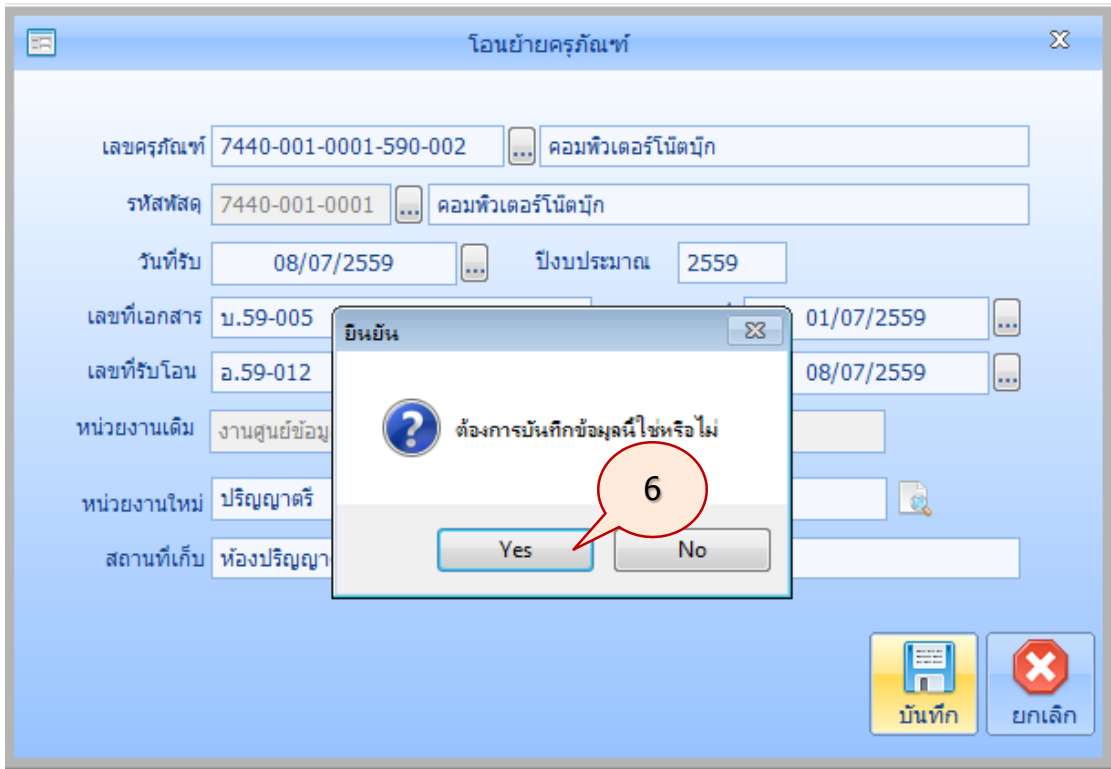 โอนย้ายครุภัณฑ์
เลขครุภัณฑ์ 7440-001-0001-590-002 ... คอมพิวเตอร์โน๊ตบุ๊ก
รหัสพัสดุ 7440-001-0001 ... คอมพิวเตอร์โน๊ตบุ๊ก
วันที่รับ 08/07/2559 ... ปีงบประมาณ 2559
เลขที่เอกสาร บ.59-005 01/07/2559 ...
ยืนยัน
เลขที่รับโอน อ.59-012 08/07/2559 ...
หน่วยงานเดิม งานศูนย์ข้อมู
ต้องการบันทึกข้อมูลนี้ใช่หรือไม่
6
หน่วยงานใหม่ ปริญญาตรี
Yes No
สถานที่เก็บ ห้องปริญญา
บันทึก ยกเลิก